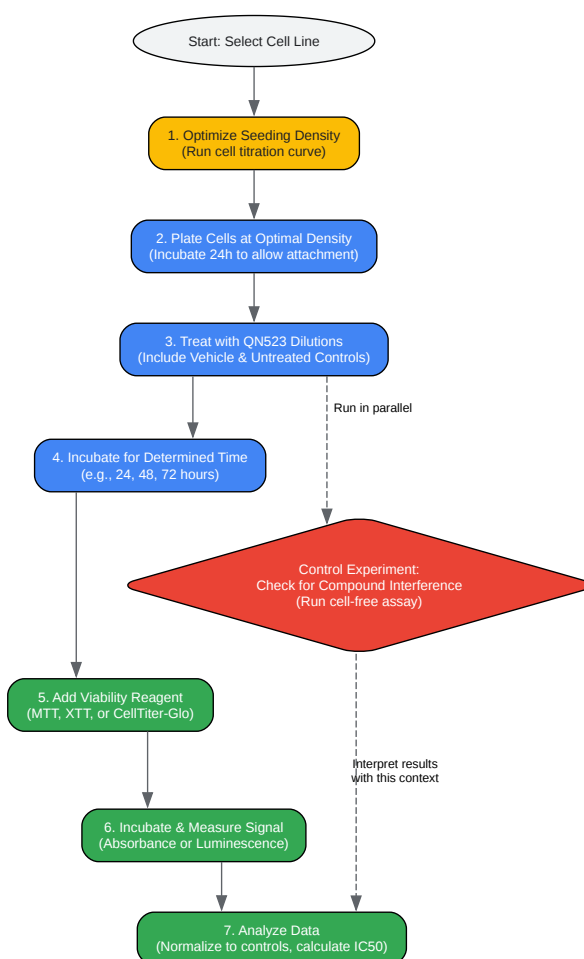 Start: Select Cell Line
1. Optimize Seeding Density
(Run cell titration curve)
2. Plate Cells at Optimal Density
(Incubate 24h to allow attachment)
3. Treat with QN523 Dilutions
(Include Vehicle & Untreated Controls)
Run in parallel
4. Incubate for Determined Time
(e.g., 24, 48, 72 hours)
Control Experiment:
Check for Compound Interference
(Run cell-free assay)
5. Add Viability Reagent
(MTT, XTT, or CellTiter-Glo)
Interpret results
with this context
6. Incubate & Measure Signal
(Absorbance or Luminescence)
7. Analyze Data
(Normalize to controls, calculate IC50)